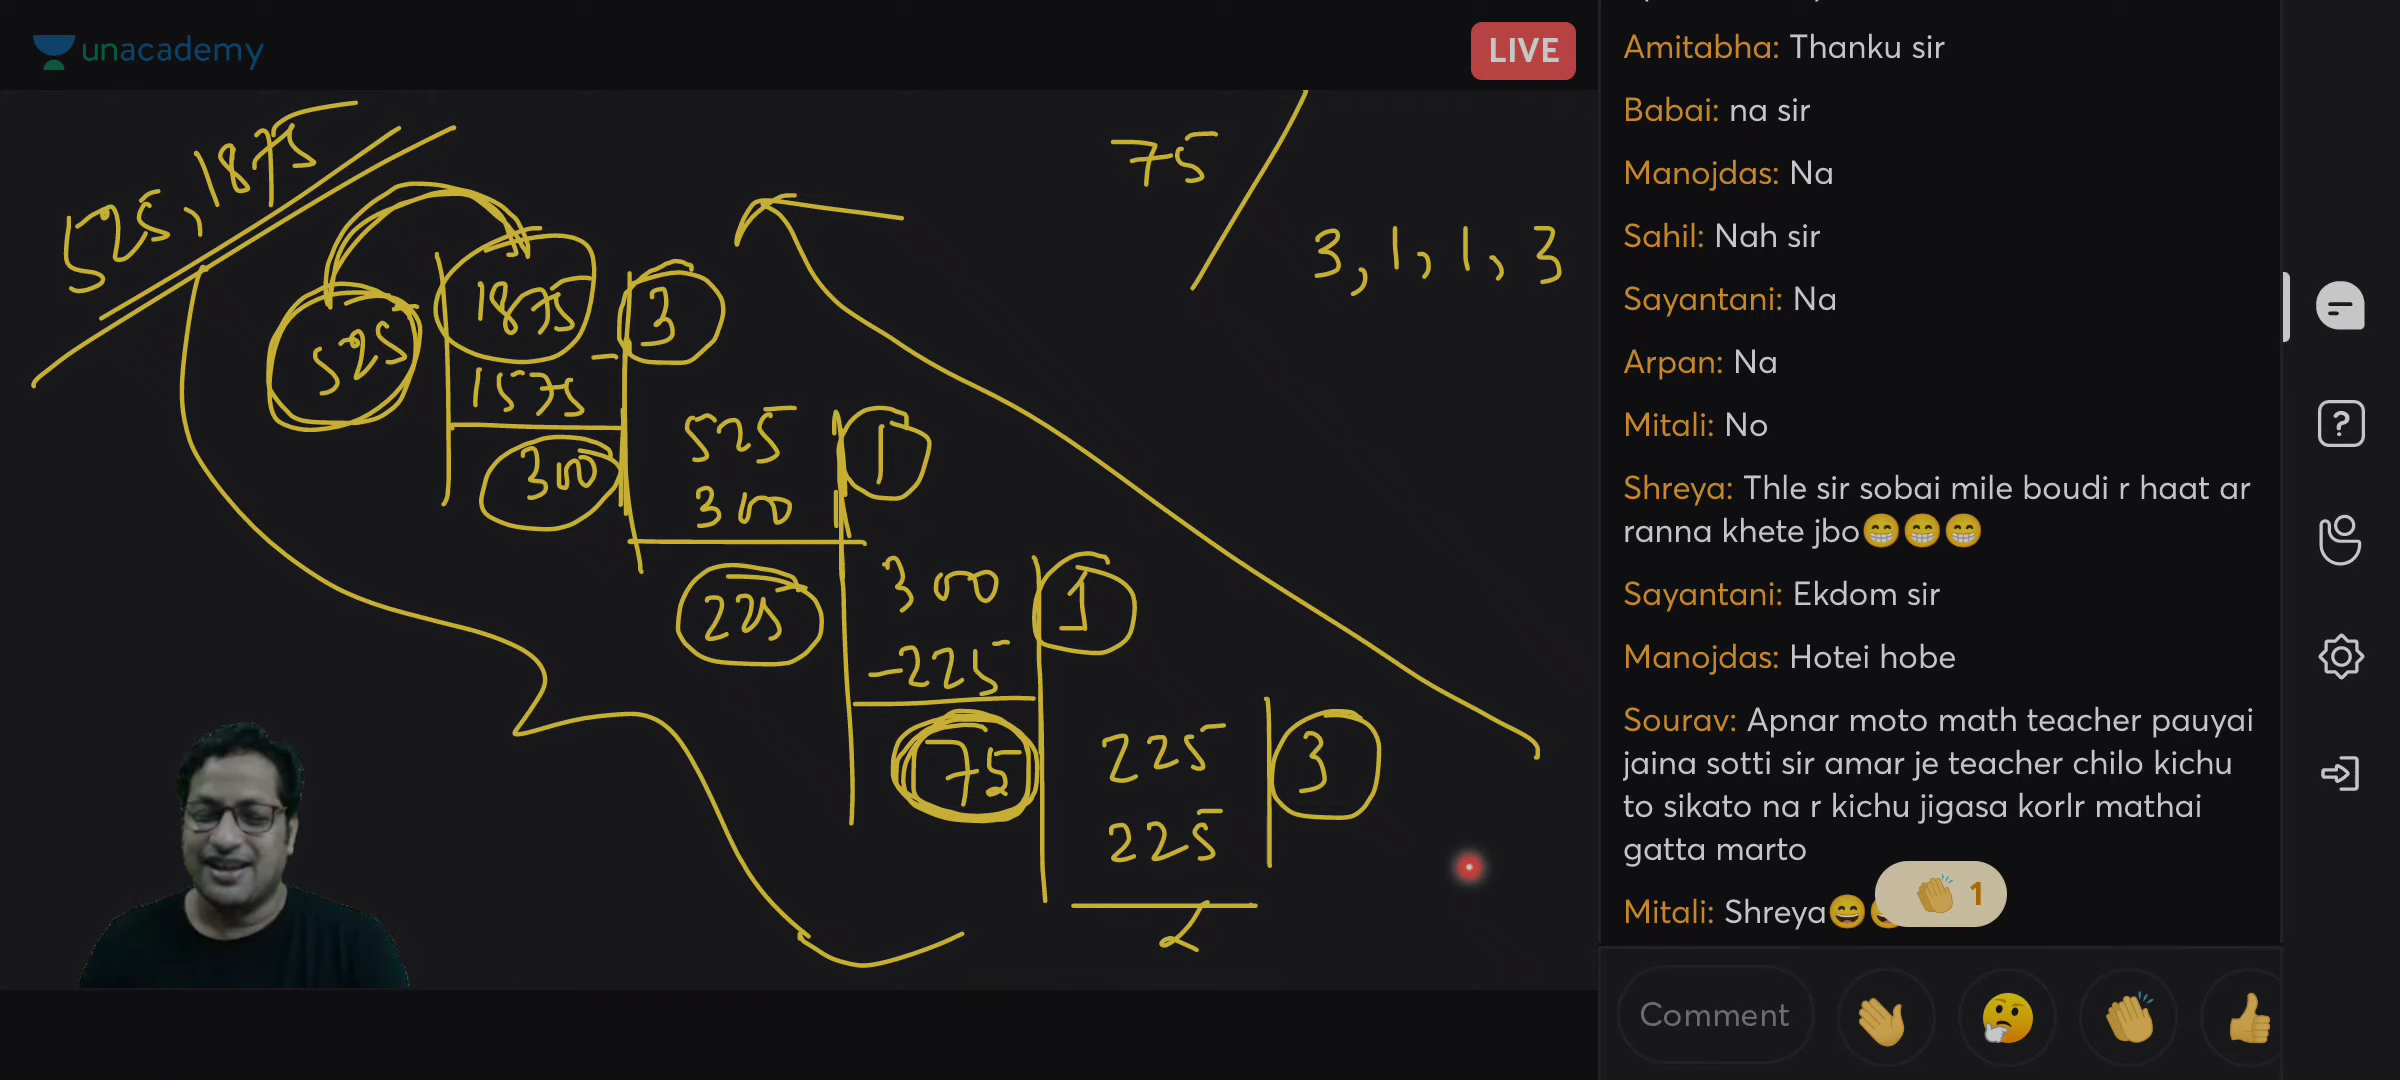 unacademy
LIVE
525, 1875
75
3, 1, 1, 3
525
1875
3
1575
300
525
1
300
225
300
1
-225
75
225
3
225
Amitabha: Thanku sir
Babai: na sir
Manojdas: Na
Sahil: Nah sir
Sayantani: Na
Arpan: Na
Mitali: No
Shreya: Thle sir sobai mile boudi r haat ar
ranna khete jbo😁😁😁
Sayantani: Ekdom sir
Manojdas: Hotei hobe
Sourav: Apnar moto math teacher pauyai
jaina sotti sir amar je teacher chilo kichu
to sikato na r kichu jigasa korlr mathai
gatta marto
👏 1
Mitali: Shreya😄
Comment